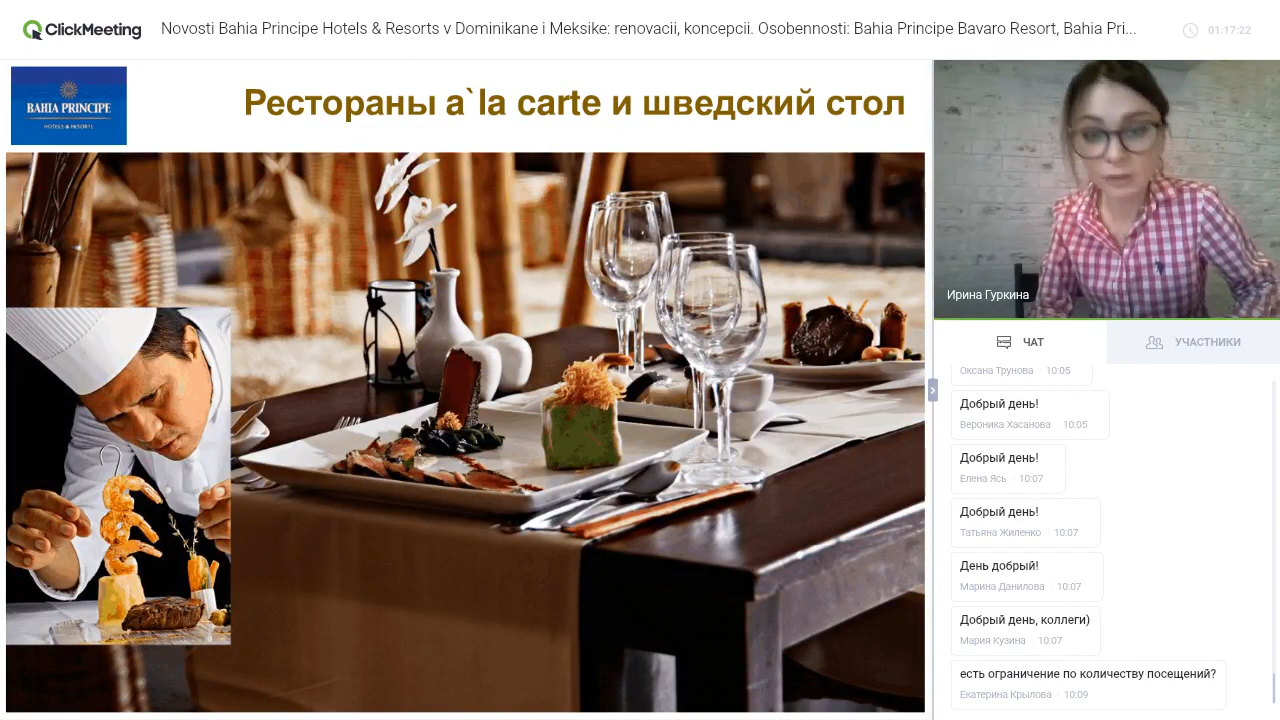 ClickMeeting
Novosti Bahia Principe Hotels & Resorts v Dominikane i Meksike: renovacii, koncepcii. Osobennosti: Bahia Principe Bavaro Resort, Bahia Pri...
01:17:22
BAHIA PRINCIPE
HOTELS & RESORTS
Рестораны a`la carte и шведский стол
Ирина Гуркина
ЧАТ
УЧАСТНИКИ
Оксана Трунова 10:05
Добрый день!
Вероника Хасанова 10:05
Добрый день!
Елена Ясь 10:07
Добрый день!
Татьяна Жиленко 10:07
День добрый!
Марина Данилова 10:07
Добрый день, коллеги)
Мария Кузина 10:07
есть ограничение по количеству посещений?
Екатерина Крылова 10:09